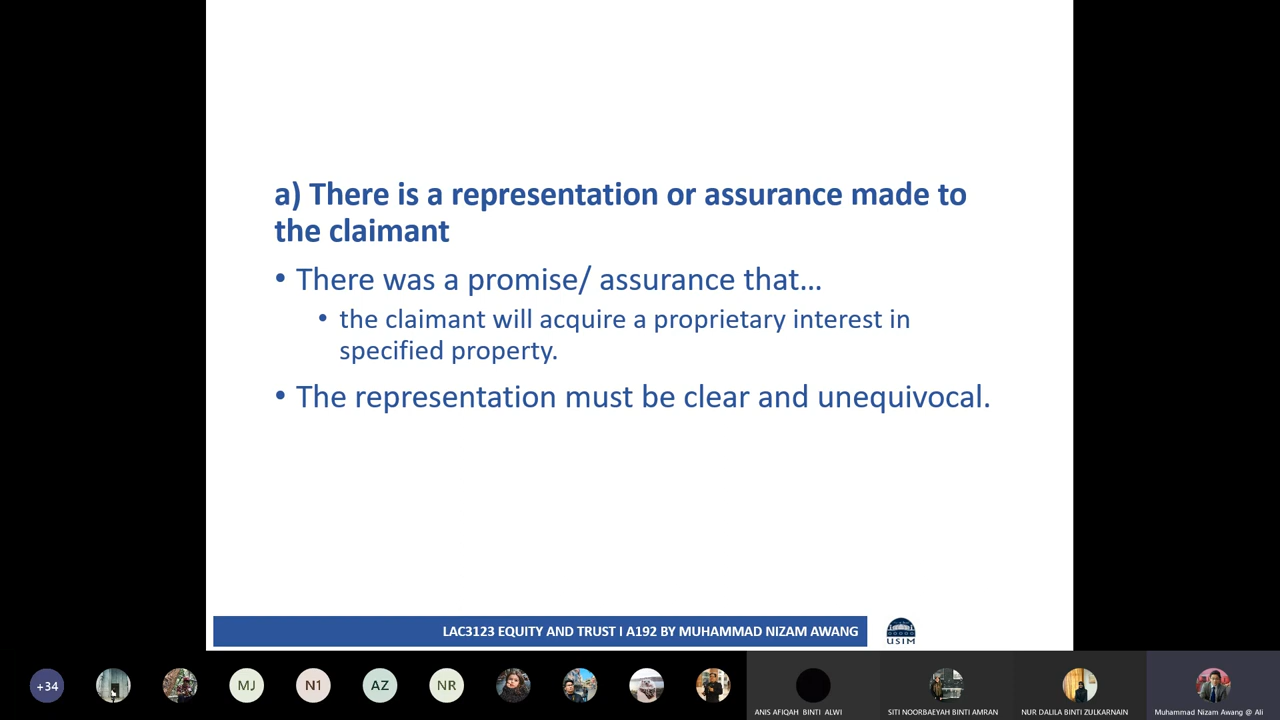 a) There is a representation or assurance made to
the claimant
• There was a promise/ assurance that…
• the claimant will acquire a proprietary interest in
specified property.
• The representation must be clear and unequivocal.
LAC3123 EQUITY AND TRUST I A192 BY MUHAMMAD NIZAM AWANG
USIM
+34
MJ
N1
AZ
NR
ANIS AFIQAH BINTI ALWI
SITI NOORBAEYAH BINTI AMRAN
NUR DALILA BINTI ZULKARNAIN
Muhammad Nizam Awang @ Ali